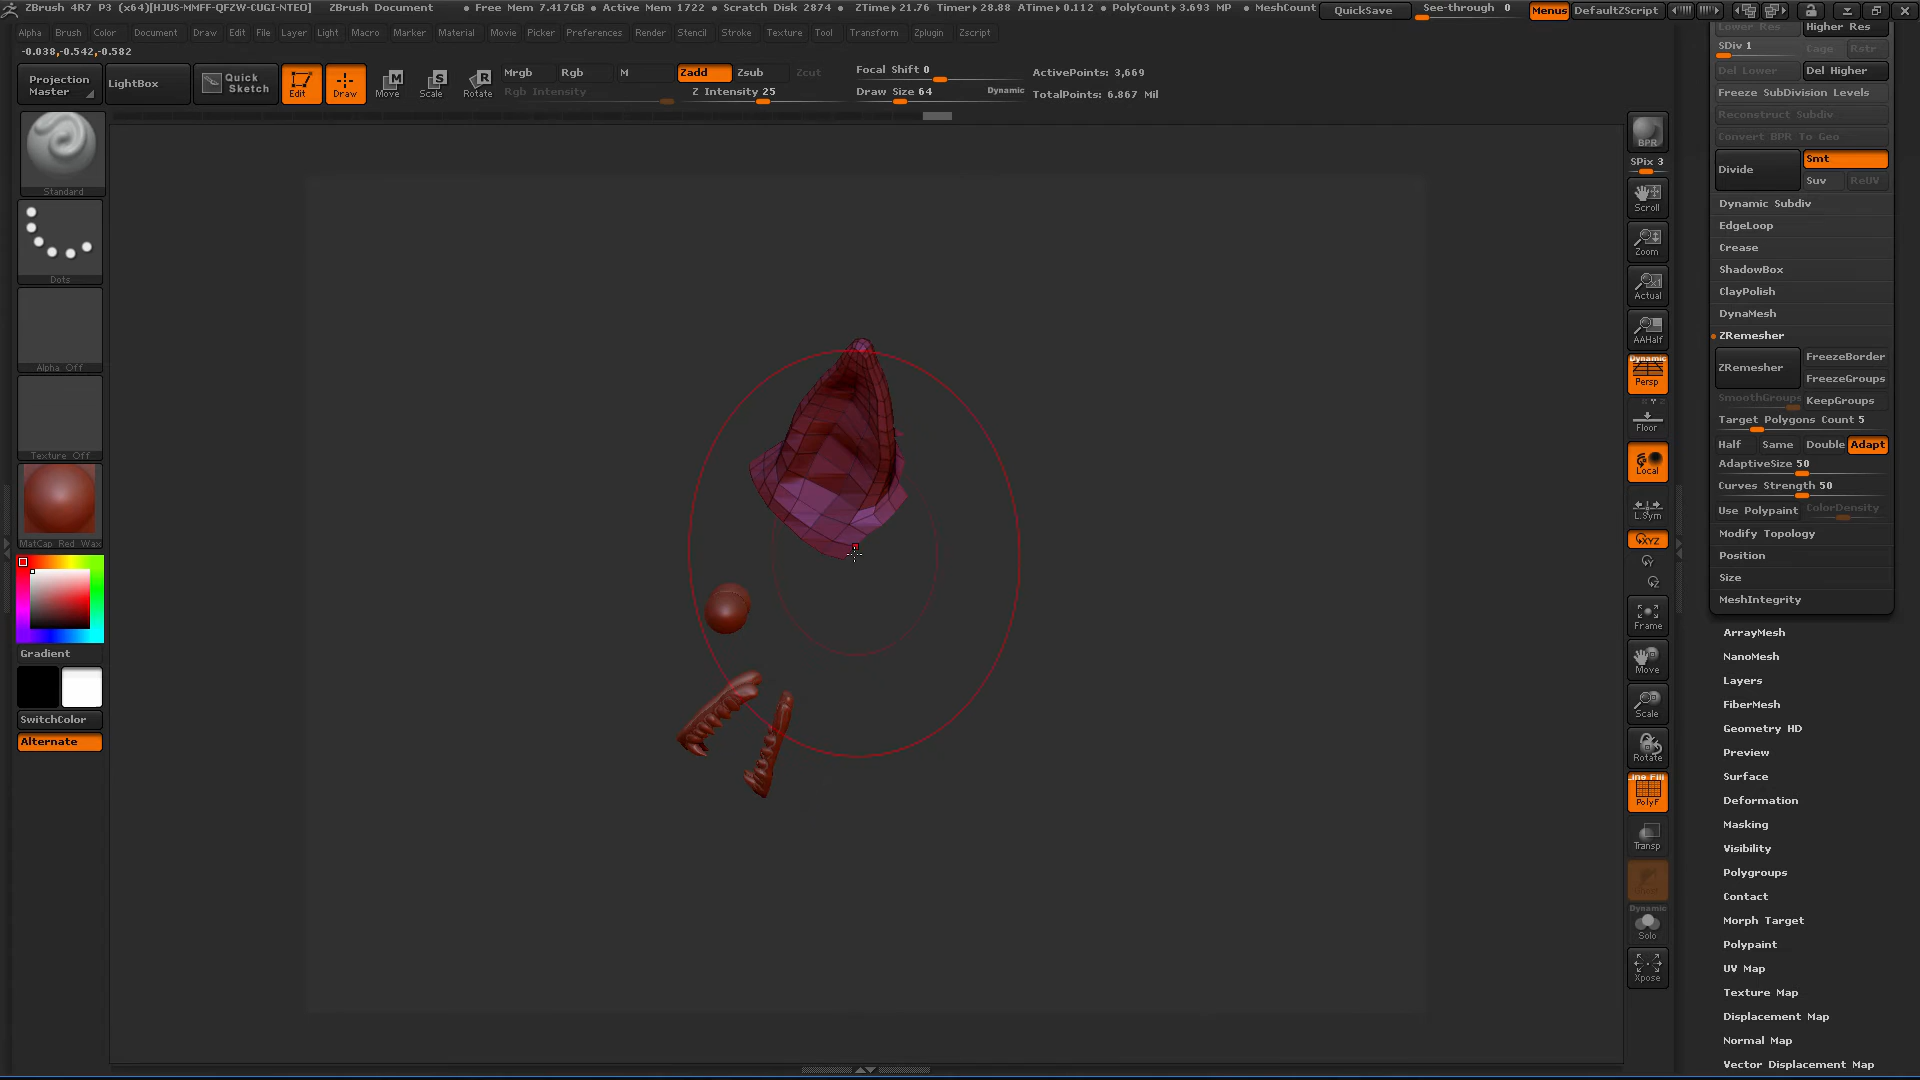 ZBrush 4R7 P3 (x64)[HJUS-MMFF-QFZW-CUGI-NTEO] ZBrush Document • Free Mem 7.417GB • Active Mem 1722 • Scratch Disk 2874 • ZTime▸21.76 Timer▸28.88 ATime▸0.112 • PolyCount▸3.693 MP • MeshCount QuickSave See-through 0 Menus DefaultZScript
Alpha Brush Color Document Draw Edit File Layer Light Macro Marker Material Movie Picker Preferences Render Stencil Stroke Texture Tool Transform Zplugin Zscript
-0.038,-0.542,-0.582
Projection Master
LightBox
Quick Sketch
Edit
Draw
Move
Scale
Rotate
Mrgb Rgb M Zadd Zsub Zcut
Rgb Intensity Z Intensity 25
Focal Shift 0
Draw Size 64 Dynamic
ActivePoints: 3,669
TotalPoints: 6.867 Mil
Standard
Dots
Alpha Off
Texture Off
MatCap Red Wax
Gradient
SwitchColor
Alternate
BPR
SPix 3
Scroll
Zoom
Actual
AAHalf
Dynamic
Persp
Floor
Local
L.Sym
XYZ
Frame
Move
Scale
Rotate
Line Fill
PolyF
Transp
Ghost
Dynamic
Solo
Xpose
Lower Res Higher Res
SDiv 1 Cage Rstr
Del Lower Del Higher
Freeze SubDivision Levels
Reconstruct Subdiv
Convert BPR To Geo
Divide Smt
Suv ReUV
Dynamic Subdiv
EdgeLoop
Crease
ShadowBox
ClayPolish
DynaMesh
ZRemesher
ZRemesher FreezeBorder
FreezeGroups
SmoothGroups KeepGroups
Target Polygons Count 5
Half Same Double Adapt
AdaptiveSize 50
Curves Strength 50
Use Polypaint ColorDensity
Modify Topology
Position
Size
MeshIntegrity
ArrayMesh
NanoMesh
Layers
FiberMesh
Geometry HD
Preview
Surface
Deformation
Masking
Visibility
Polygroups
Contact
Morph Target
Polypaint
UV Map
Texture Map
Displacement Map
Normal Map
Vector Displacement Map